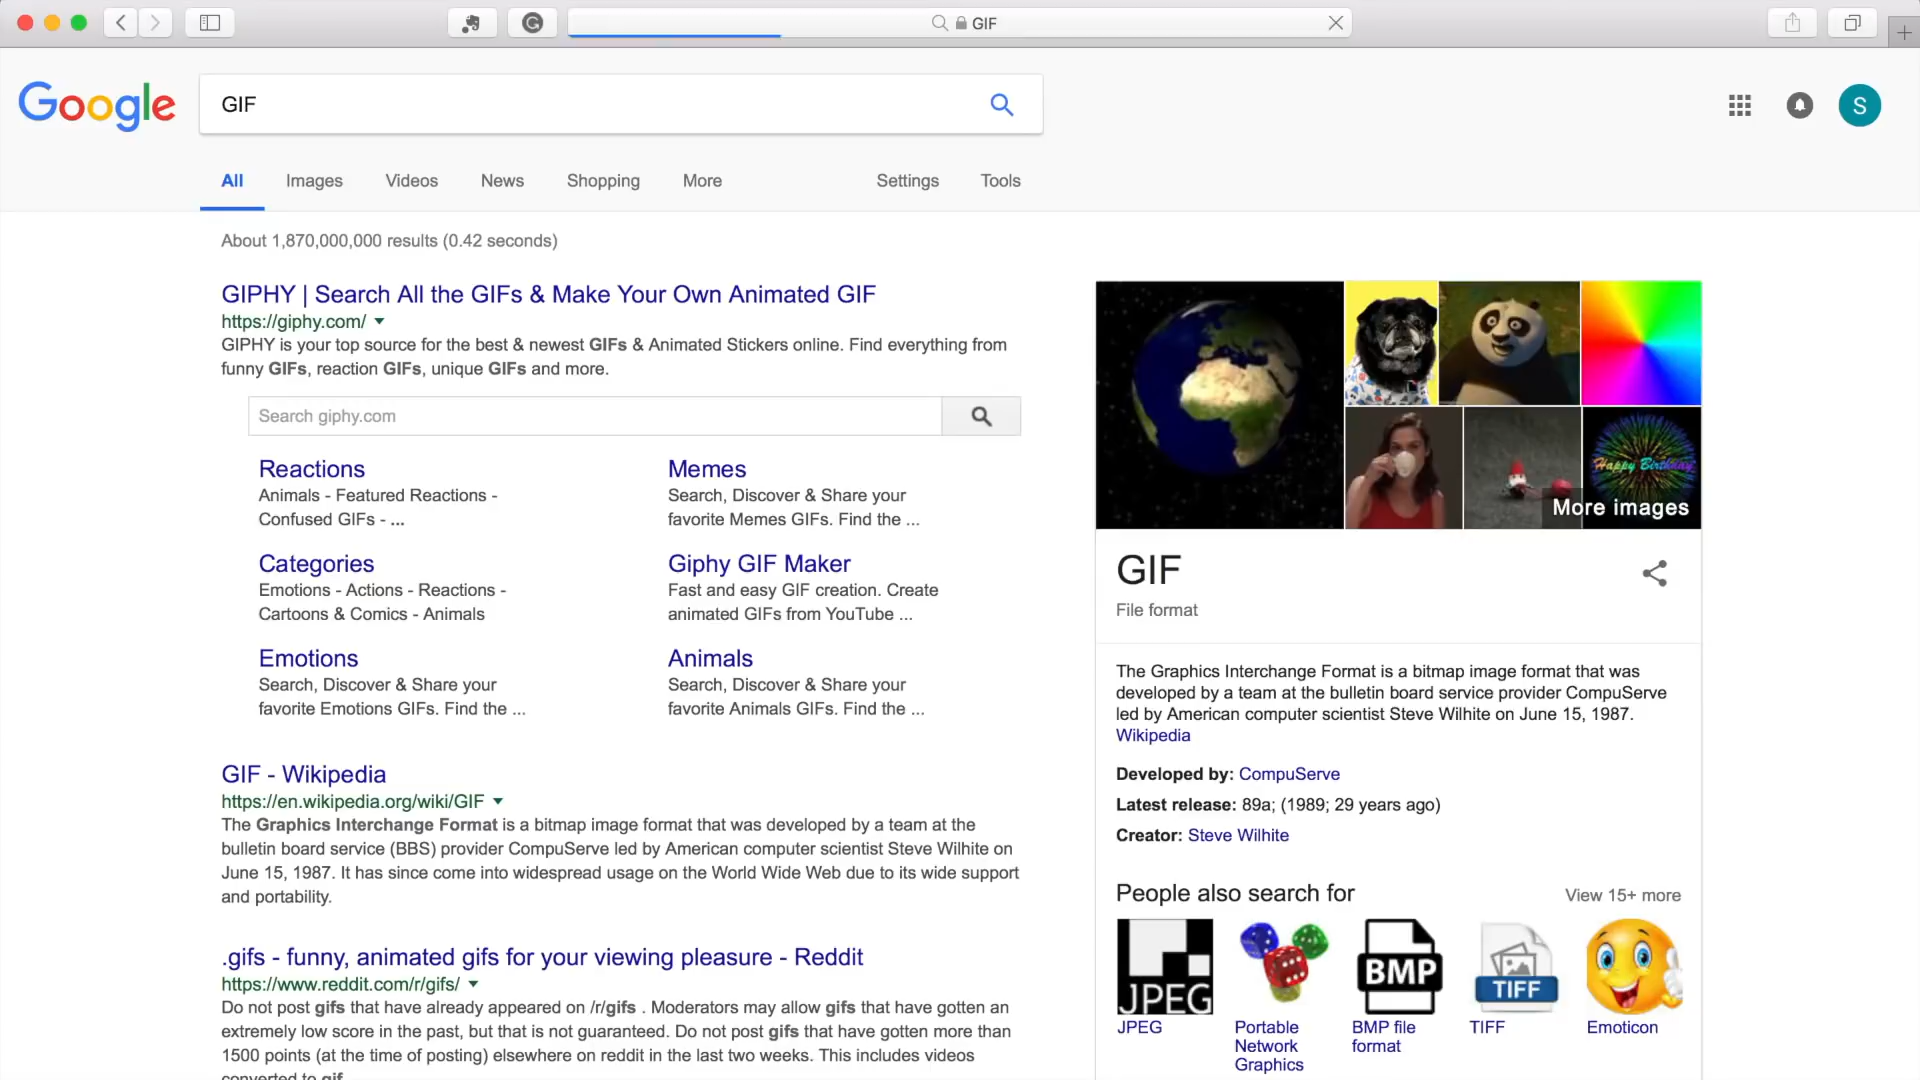 GIF
Google
GIF
S
All Images Videos News Shopping More Settings Tools
About 1,870,000,000 results (0.42 seconds)
GIPHY | Search All the GIFs & Make Your Own Animated GIF
https://giphy.com/
GIPHY is your top source for the best & newest GIFs & Animated Stickers online. Find everything from
funny GIFs, reaction GIFs, unique GIFs and more.
Search giphy.com
Reactions
Animals - Featured Reactions -
Confused GIFs - ...
Memes
Search, Discover & Share your
favorite Memes GIFs. Find the ...
Categories
Emotions - Actions - Reactions -
Cartoons & Comics - Animals
Giphy GIF Maker
Fast and easy GIF creation. Create
animated GIFs from YouTube ...
Emotions
Search, Discover & Share your
favorite Emotions GIFs. Find the ...
Animals
Search, Discover & Share your
favorite Animals GIFs. Find the ...
GIF - Wikipedia
https://en.wikipedia.org/wiki/GIF
The Graphics Interchange Format is a bitmap image format that was developed by a team at the
bulletin board service (BBS) provider CompuServe led by American computer scientist Steve Wilhite on
June 15, 1987. It has since come into widespread usage on the World Wide Web due to its wide support
and portability.
.gifs - funny, animated gifs for your viewing pleasure - Reddit
https://www.reddit.com/r/gifs/
Do not post gifs that have already appeared on /r/gifs . Moderators may allow gifs that have gotten an
extremely low score in the past, but that is not guaranteed. Do not post gifs that have gotten more than
1500 points (at the time of posting) elsewhere on reddit in the last two weeks. This includes videos
converted to gif.
Happy Birthday
More images
GIF
File format
The Graphics Interchange Format is a bitmap image format that was
developed by a team at the bulletin board service provider CompuServe
led by American computer scientist Steve Wilhite on June 15, 1987.
Wikipedia
Developed by: CompuServe
Latest release: 89a; (1989; 29 years ago)
Creator: Steve Wilhite
People also search for
View 15+ more
JPEG
BMP
TIFF
JPEG
Portable
Network
Graphics
BMP file
format
TIFF
Emoticon